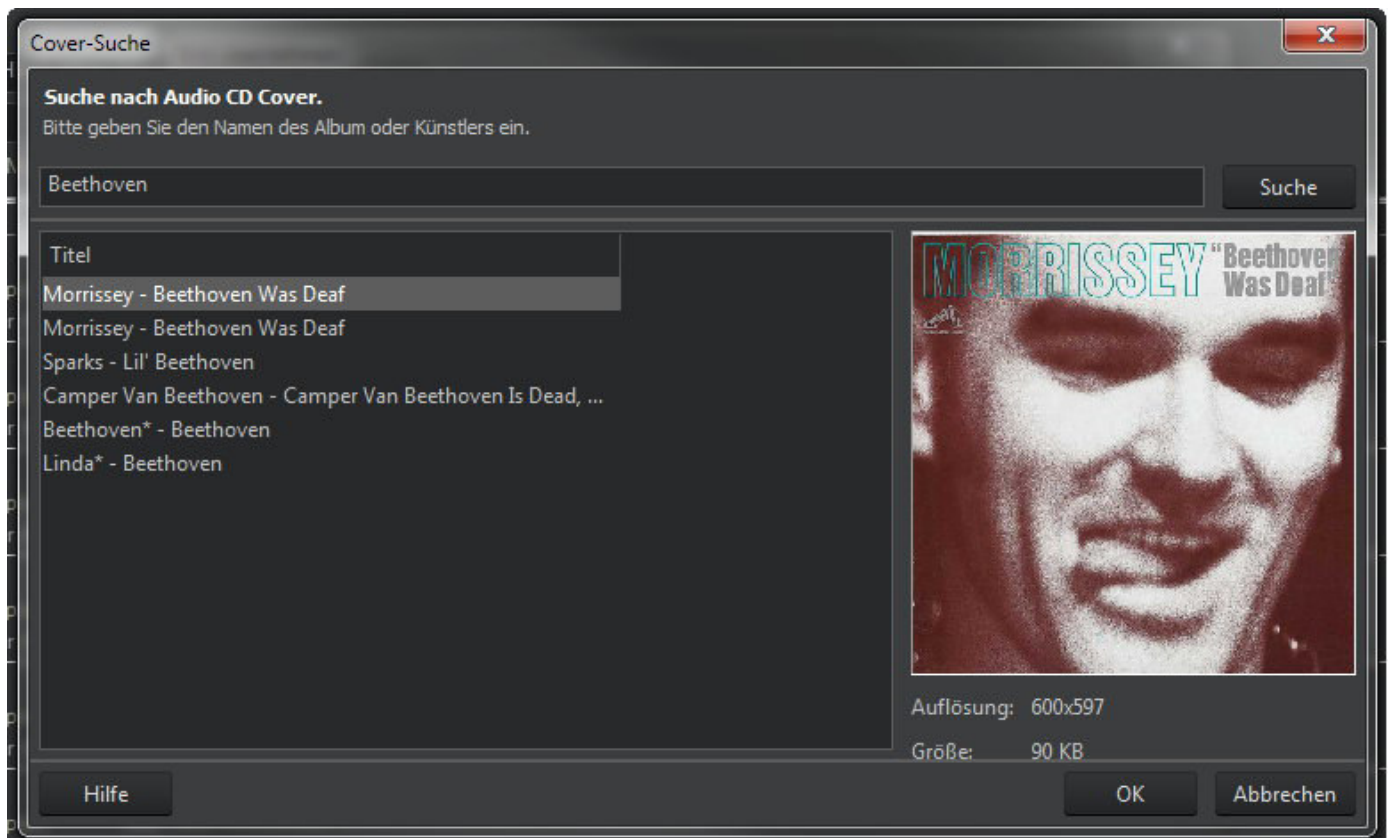 Cover-Suche
Suche nach Audio CD Cover.
Bitte geben Sie den Namen des Album oder Künstlers ein.
Beethoven
Suche
Titel
Morrissey - Beethoven Was Deaf
Morrissey - Beethoven Was Deaf
Sparks - Lil' Beethoven
Camper Van Beethoven - Camper Van Beethoven Is Dead, ...
Beethoven* - Beethoven
Linda* - Beethoven
MORRISSEY "Beethoven
Was Deaf"
Auflösung: 600x597
Größe: 90 KB
Hilfe
OK
Abbrechen